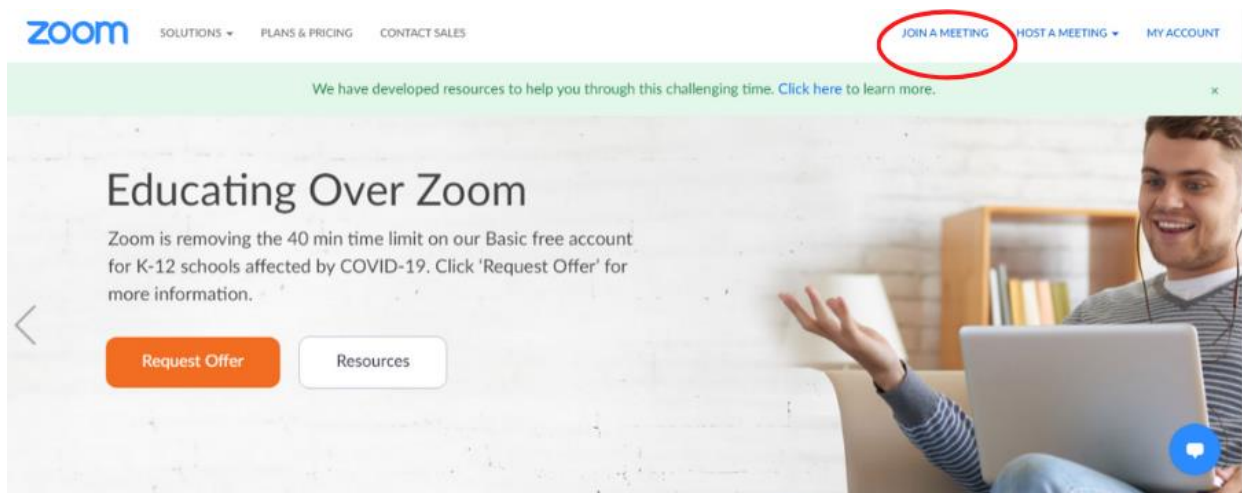 zoom SOLUTIONS PLANS & PRICING CONTACT SALES JOIN A MEETING HOST A MEETING MY ACCOUNT
We have developed resources to help you through this challenging time. Click here to learn more. ×
Educating Over Zoom
Zoom is removing the 40 min time limit on our Basic free account
for K-12 schools affected by COVID-19. Click 'Request Offer' for
more information.
Request Offer Resources